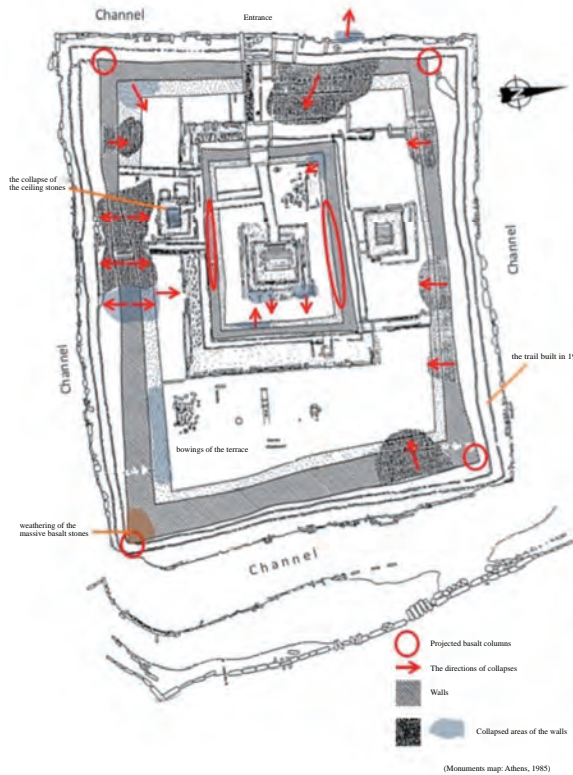 Channel
Entrance
N
the collapse of
the ceiling stones
Channel
Channel
the trail built in 19
bowings of the terrace
weathering of the
massive basalt stones
Channel
Projected basalt columns
The directions of collapses
Walls
Collapsed areas of the walls
(Monuments map: Athens, 1985)